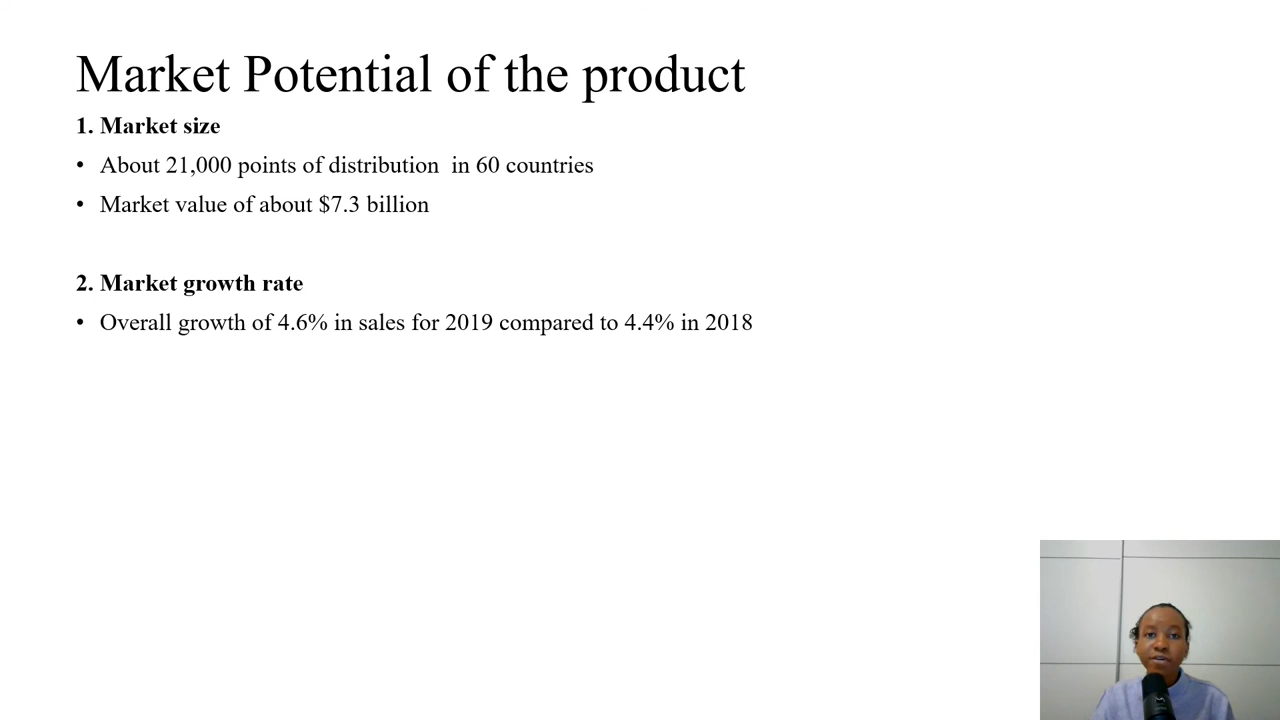 Market Potential of the product
1. Market size
• About 21,000 points of distribution  in 60 countries
• Market value of about $7.3 billion
2. Market growth rate
• Overall growth of 4.6% in sales for 2019 compared to 4.4% in 2018